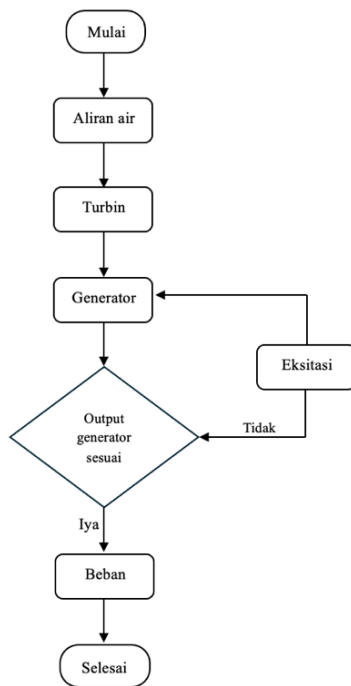 Mulai
Aliran air
Turbin
Generator
Eksitasi
Output
generator
sesuai
Tidak
Iya
Beban
Selesai